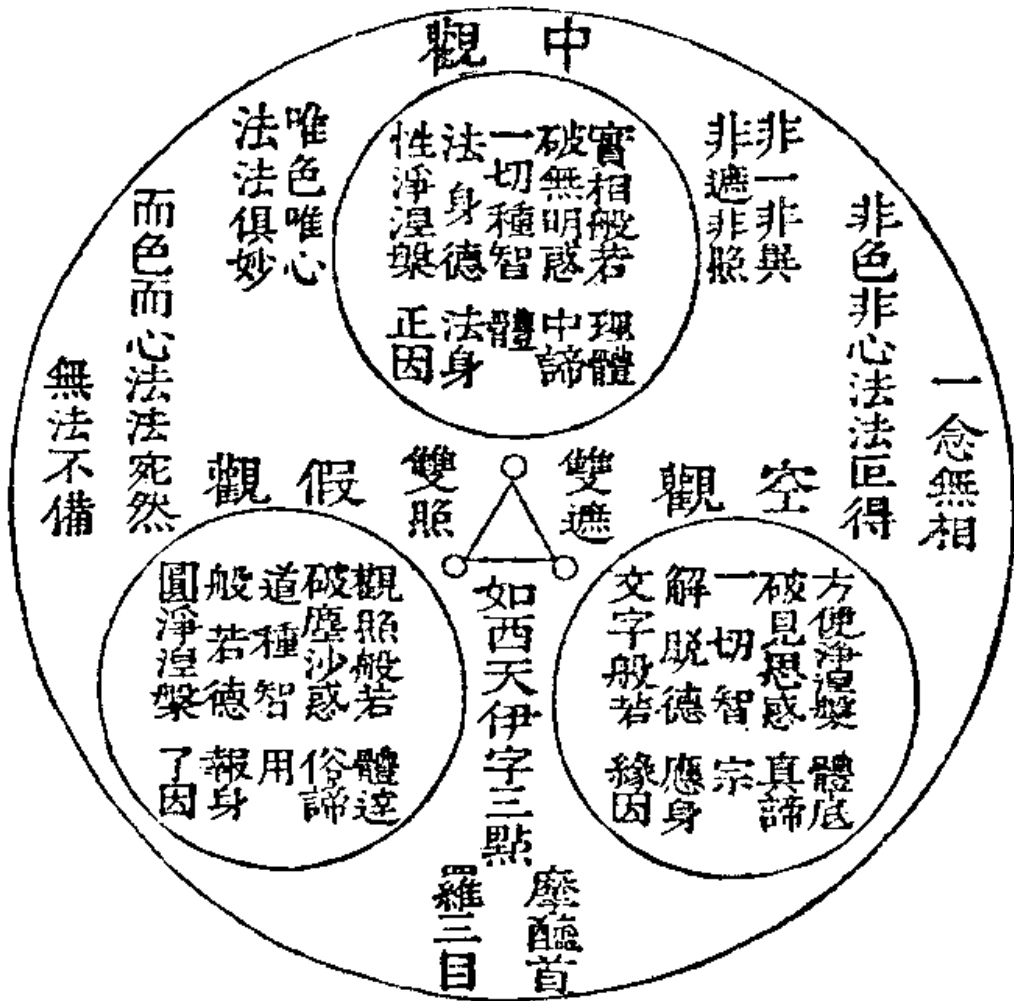 中觀
實相般若 理體
破無明惑 中諦
一切種智 體
法身德 法身
性淨涅槃 正因
一念無相
非色非心法法叵得
非一非異
非遮非照
唯色唯心
法法俱妙
而色而心法法宛然
無法不備
空觀
方便淨涅槃 體底
破見思惑 真諦
一切智 宗
解脫德 應身
文字般若 緣因
雙遮
雙照
假觀
觀照般若 體達
破塵沙惑 俗諦
道種智 用
般若德 報身
圓淨涅槃 了因
如西天伊字三點
摩醯首
羅三目